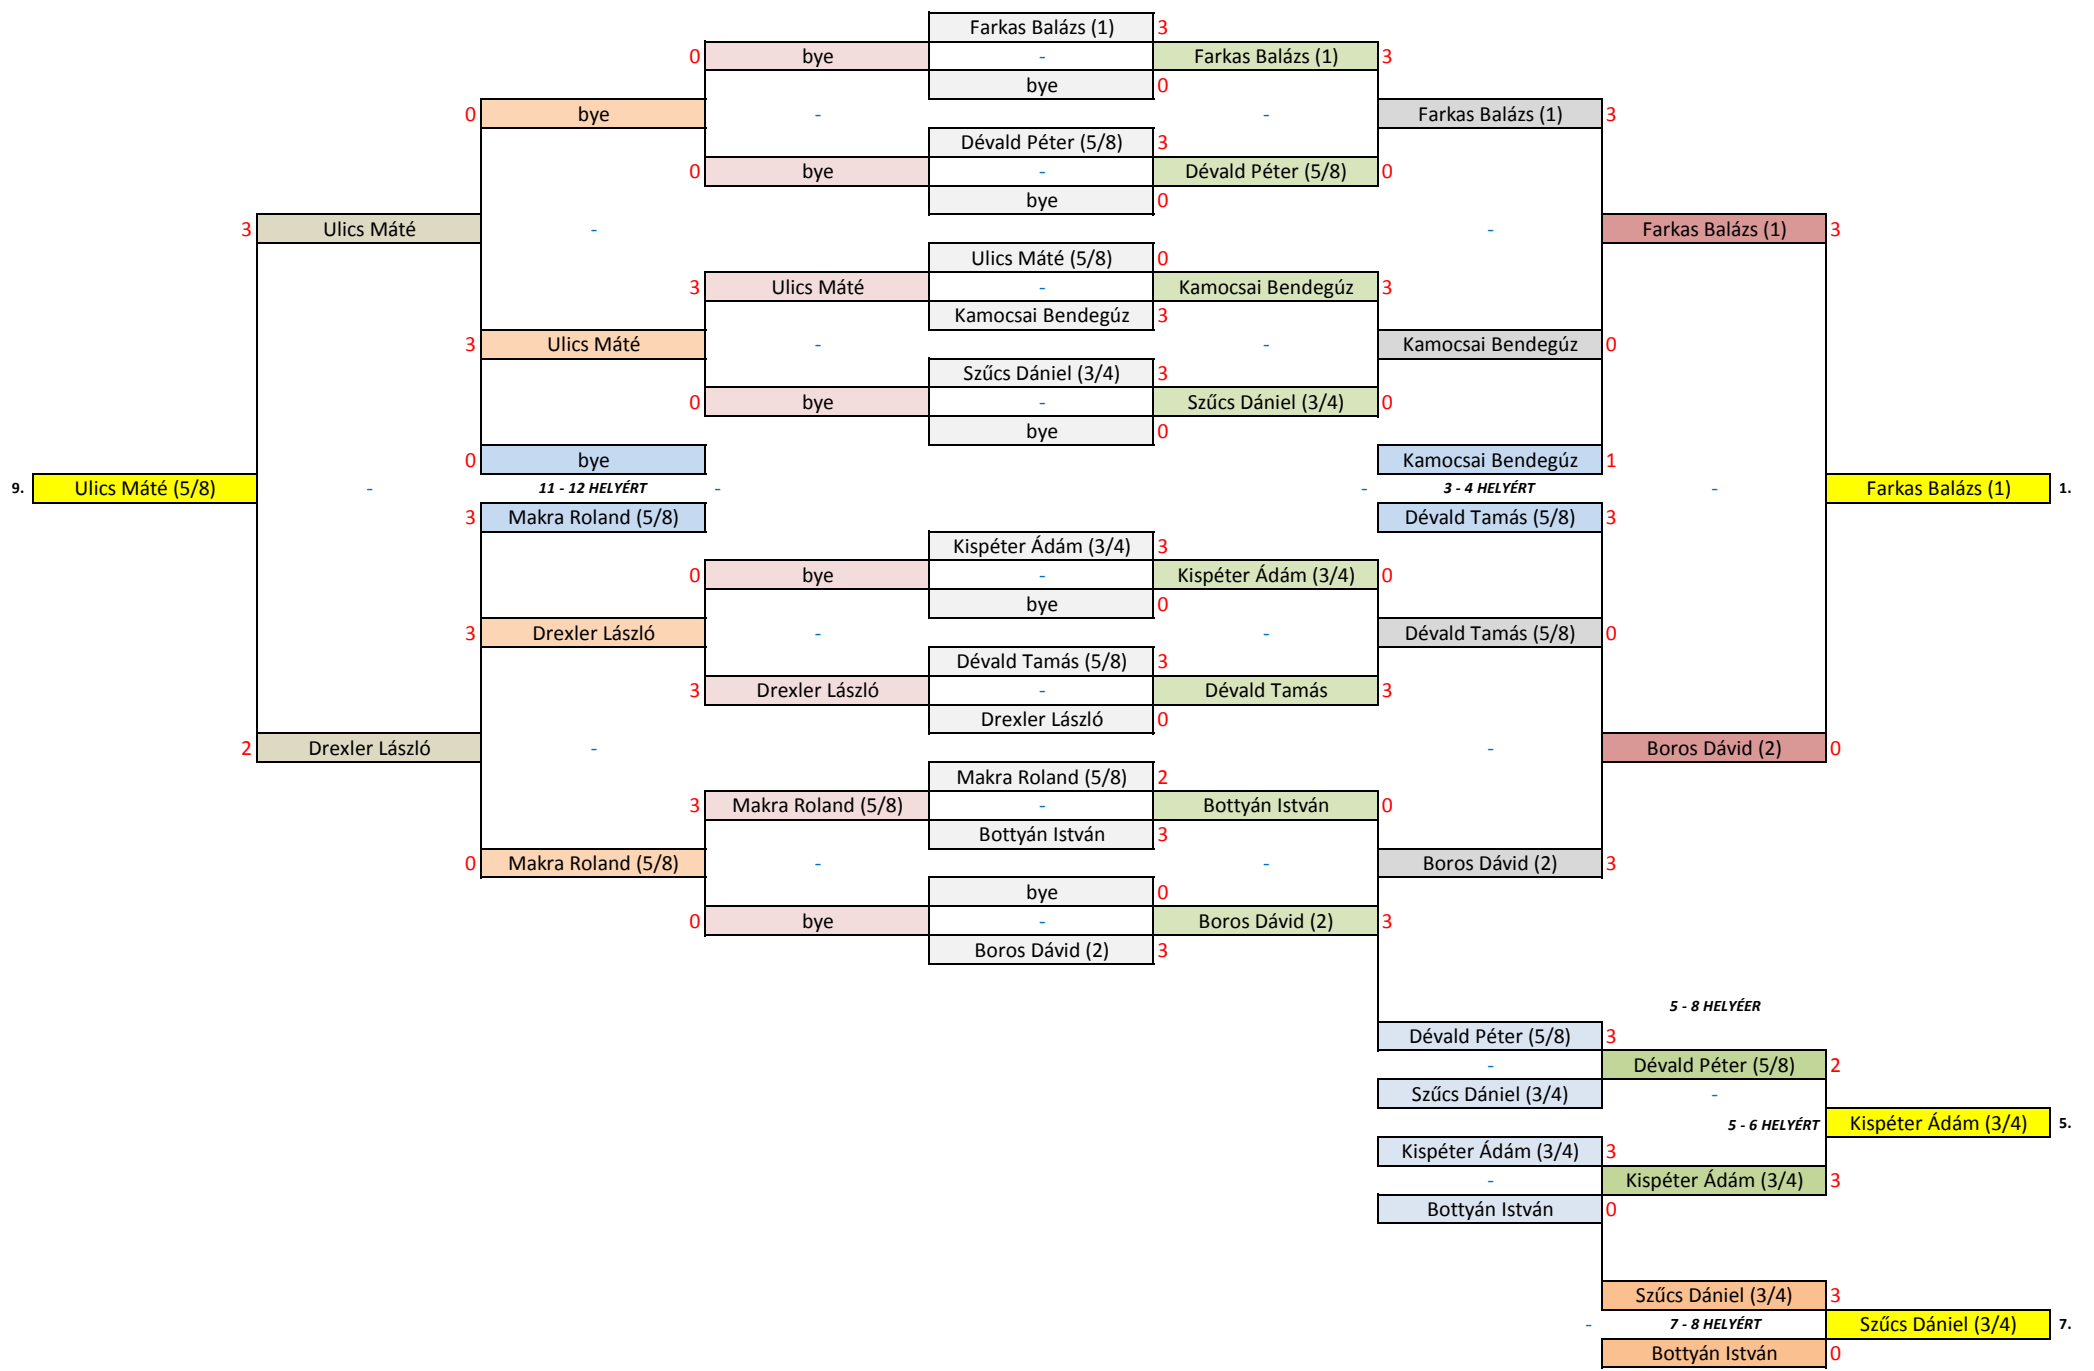 Farkas Balázs (1) 3
0 bye - Farkas Balázs (1) 3
bye 0
0 bye - - Farkas Balázs (1) 3
Dévald Péter (5/8) 3
0 bye - Dévald Péter (5/8) 0
bye 0
3 Ulics Máté - - Farkas Balázs (1) 3
Ulics Máté (5/8) 0
3 Ulics Máté - Kamocsai Bendegúz 3
Kamocsai Bendegúz 3
3 Ulics Máté - - Kamocsai Bendegúz 0
Szűcs Dániel (3/4) 3
0 bye - Szűcs Dániel (3/4) 0
bye 0
0 bye Kamocsai Bendegúz 1
9. Ulics Máté (5/8) - 11 - 12 HELYÉRT - - 3 - 4 HELYÉRT - Farkas Balázs (1) 1.
3 Makra Roland (5/8) Dévald Tamás (5/8) 3
Kispéter Ádám (3/4) 3
0 bye - Kispéter Ádám (3/4) 0
bye 0
3 Drexler László - - Dévald Tamás (5/8) 0
Dévald Tamás (5/8) 3
3 Drexler László - Dévald Tamás 3
Drexler László 0
2 Drexler László - - Boros Dávid (2) 0
Makra Roland (5/8) 2
3 Makra Roland (5/8) - Bottyán István 0
Bottyán István 3
0 Makra Roland (5/8) - - Boros Dávid (2) 3
bye 0
0 bye - Boros Dávid (2) 3
Boros Dávid (2) 3
5 - 8 HELYÉER
Dévald Péter (5/8) 3
- Dévald Péter (5/8) 2
Szűcs Dániel (3/4) -
5 - 6 HELYÉRT Kispéter Ádám (3/4) 5.
Kispéter Ádám (3/4) 3
- Kispéter Ádám (3/4) 3
Bottyán István 0
Szűcs Dániel (3/4) 3
- 7 - 8 HELYÉRT Szűcs Dániel (3/4) 7.
Bottyán István 0